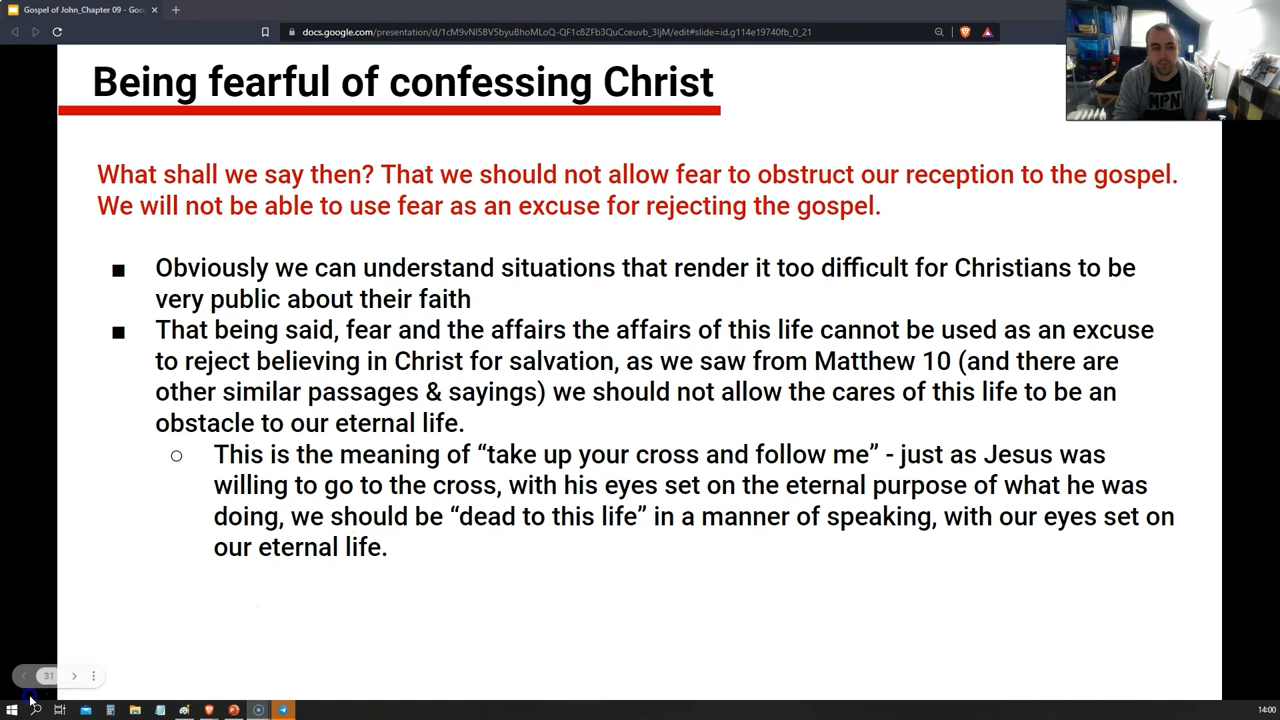 Gospel of John_Chapter 09 - Goo
docs.google.com/presentation/d/1cM9vNI5BV5byuBhoMLoQ-QF1c8ZFb3QuCceuvb_3IjM/edit#slide=id.g114e19740fb_0_21
MPN
Being fearful of confessing Christ
What shall we say then? That we should not allow fear to obstruct our reception to the gospel.
We will not be able to use fear as an excuse for rejecting the gospel.
■ Obviously we can understand situations that render it too difficult for Christians to be
very public about their faith
■ That being said, fear and the affairs the affairs of this life cannot be used as an excuse
to reject believing in Christ for salvation, as we saw from Matthew 10 (and there are
other similar passages & sayings) we should not allow the cares of this life to be an
obstacle to our eternal life.
○ This is the meaning of “take up your cross and follow me” - just as Jesus was
willing to go to the cross, with his eyes set on the eternal purpose of what he was
doing, we should be “dead to this life” in a manner of speaking, with our eyes set on
our eternal life.
31
14:00